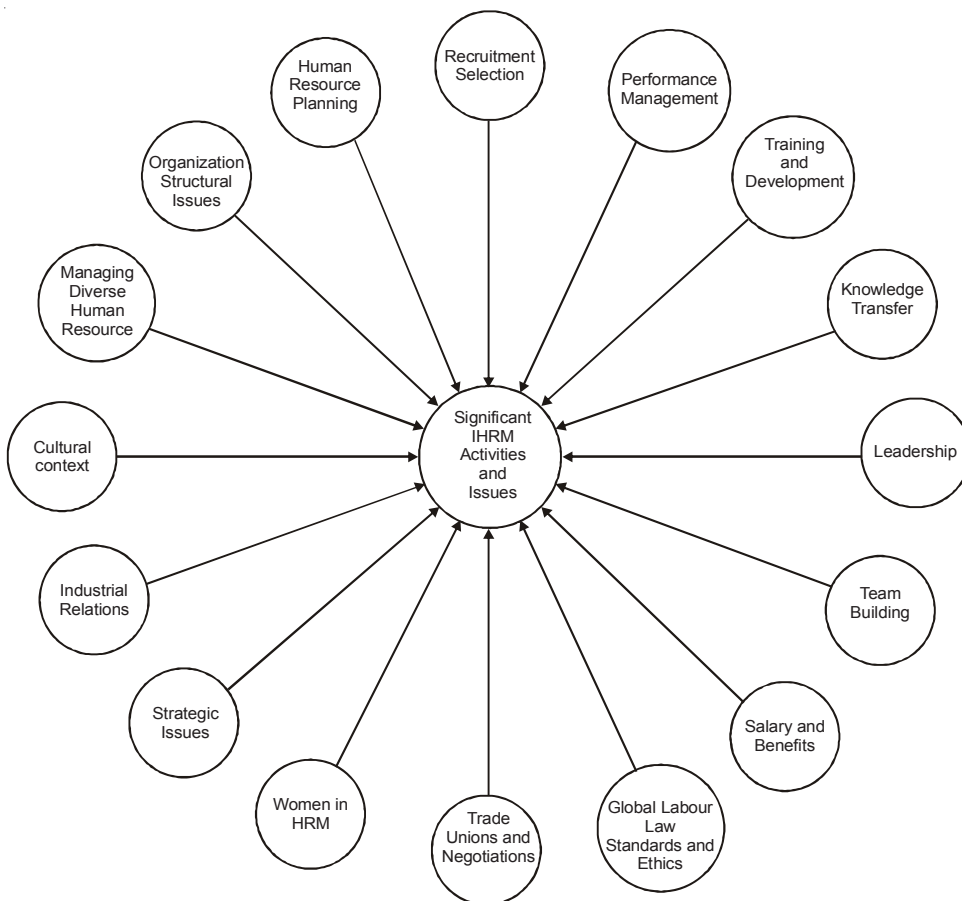 Recruitment
Selection
Performance
Management
Training
and
Development
Knowledge
Transfer
Leadership
Team
Building
Salary and
Benefits
Global Labour
Law
Standards and
Ethics
Trade
Unions and
Negotiations
Women in
HRM
Strategic
Issues
Industrial
Relations
Cultural
context
Managing
Diverse
Human
Resource
Organization
Structural
Issues
Human
Resource
Planning
Significant
IHRM
Activities
and
Issues